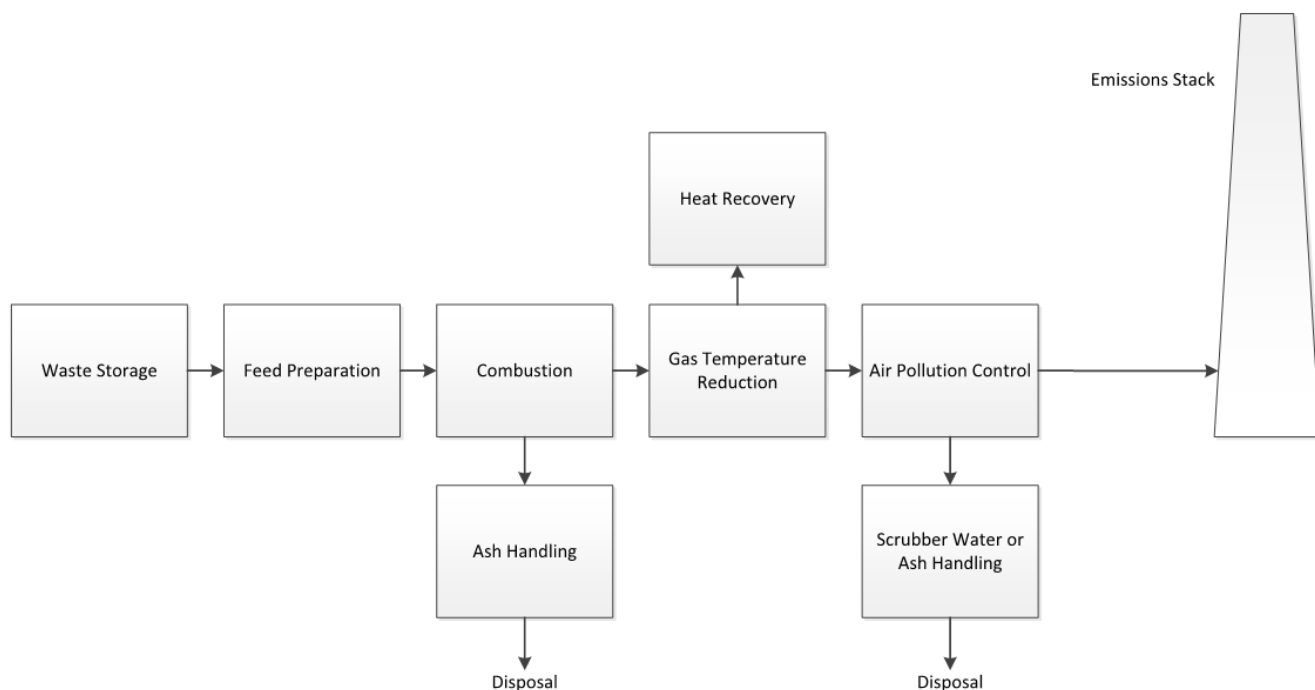 Emissions Stack
Heat Recovery
Waste Storage
Feed Preparation
Combustion
Gas Temperature
Reduction
Air Pollution Control
Ash Handling
Scrubber Water or
Ash Handling
Disposal
Disposal